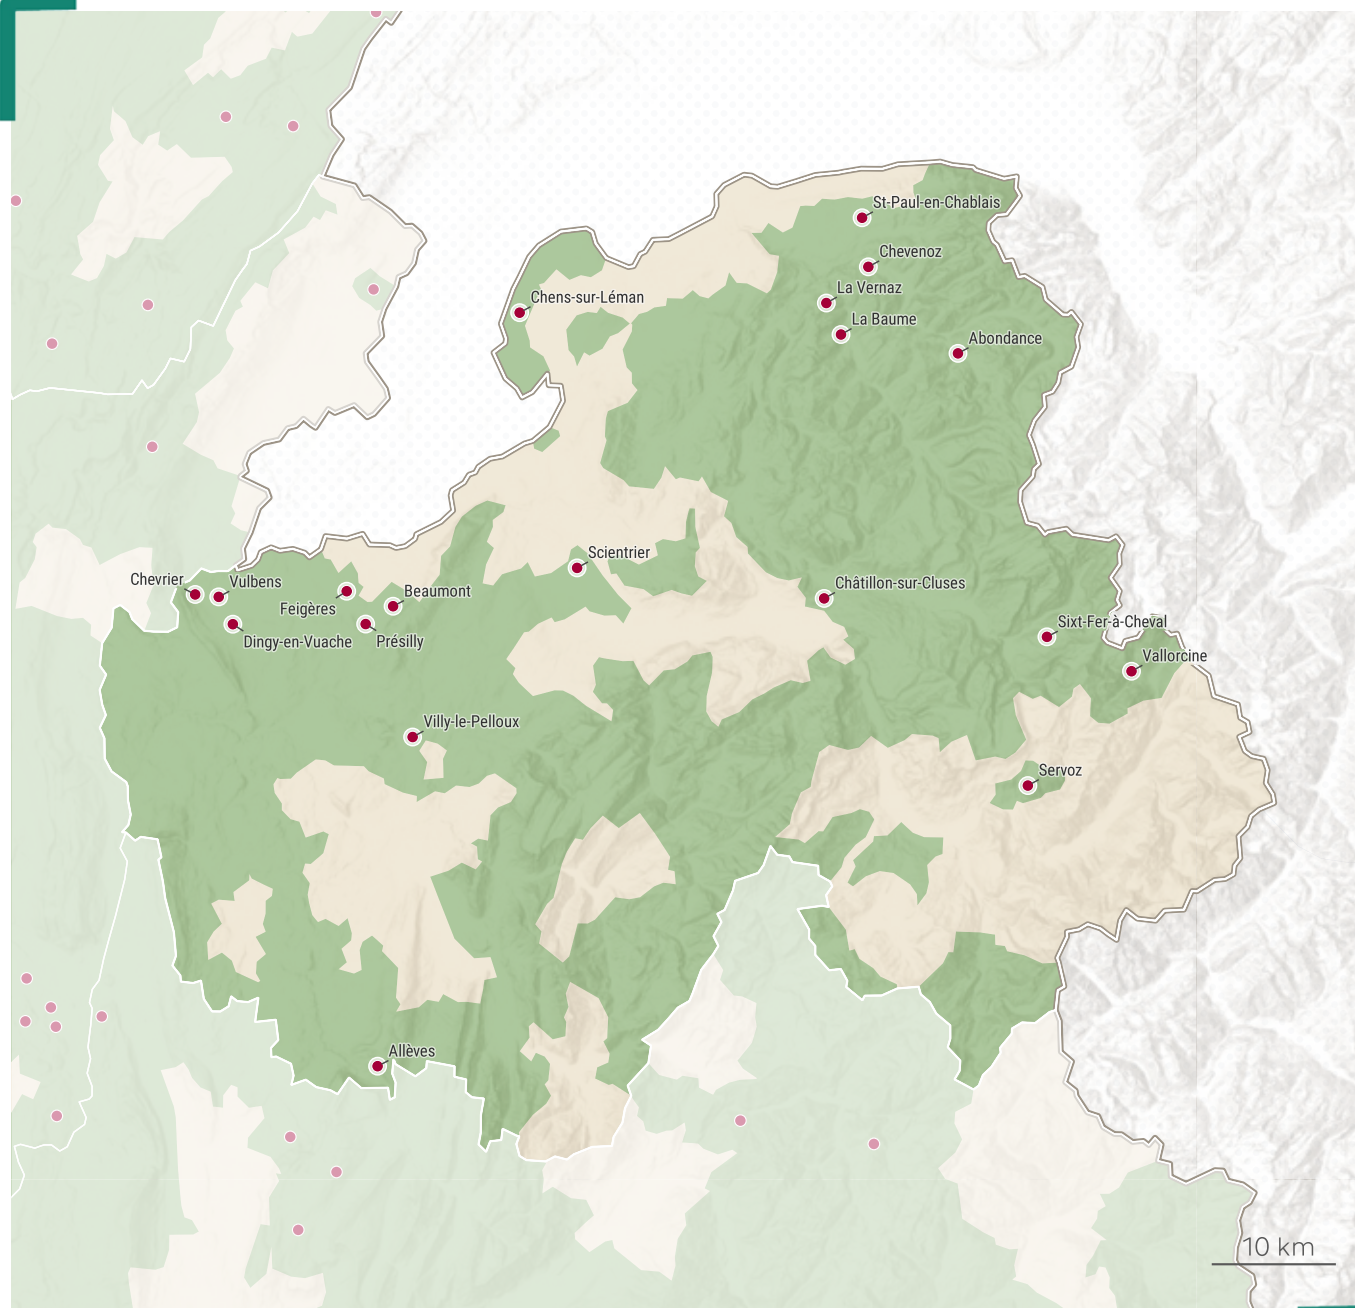 St-Paul-en-Chablais
Chevenoz
La Vernaz
Chens-sur-Léman
La Baume
Abondance
Scientrier
Chevrier
Vulbens
Châtillon-sur-Cluses
Beaumont
Feigères
Sixt-Fer-à-Cheval
Dingy-en-Vuache
Présilly
Vallorcine
Villy-le-Pelloux
Servoz
Allèves
10 km